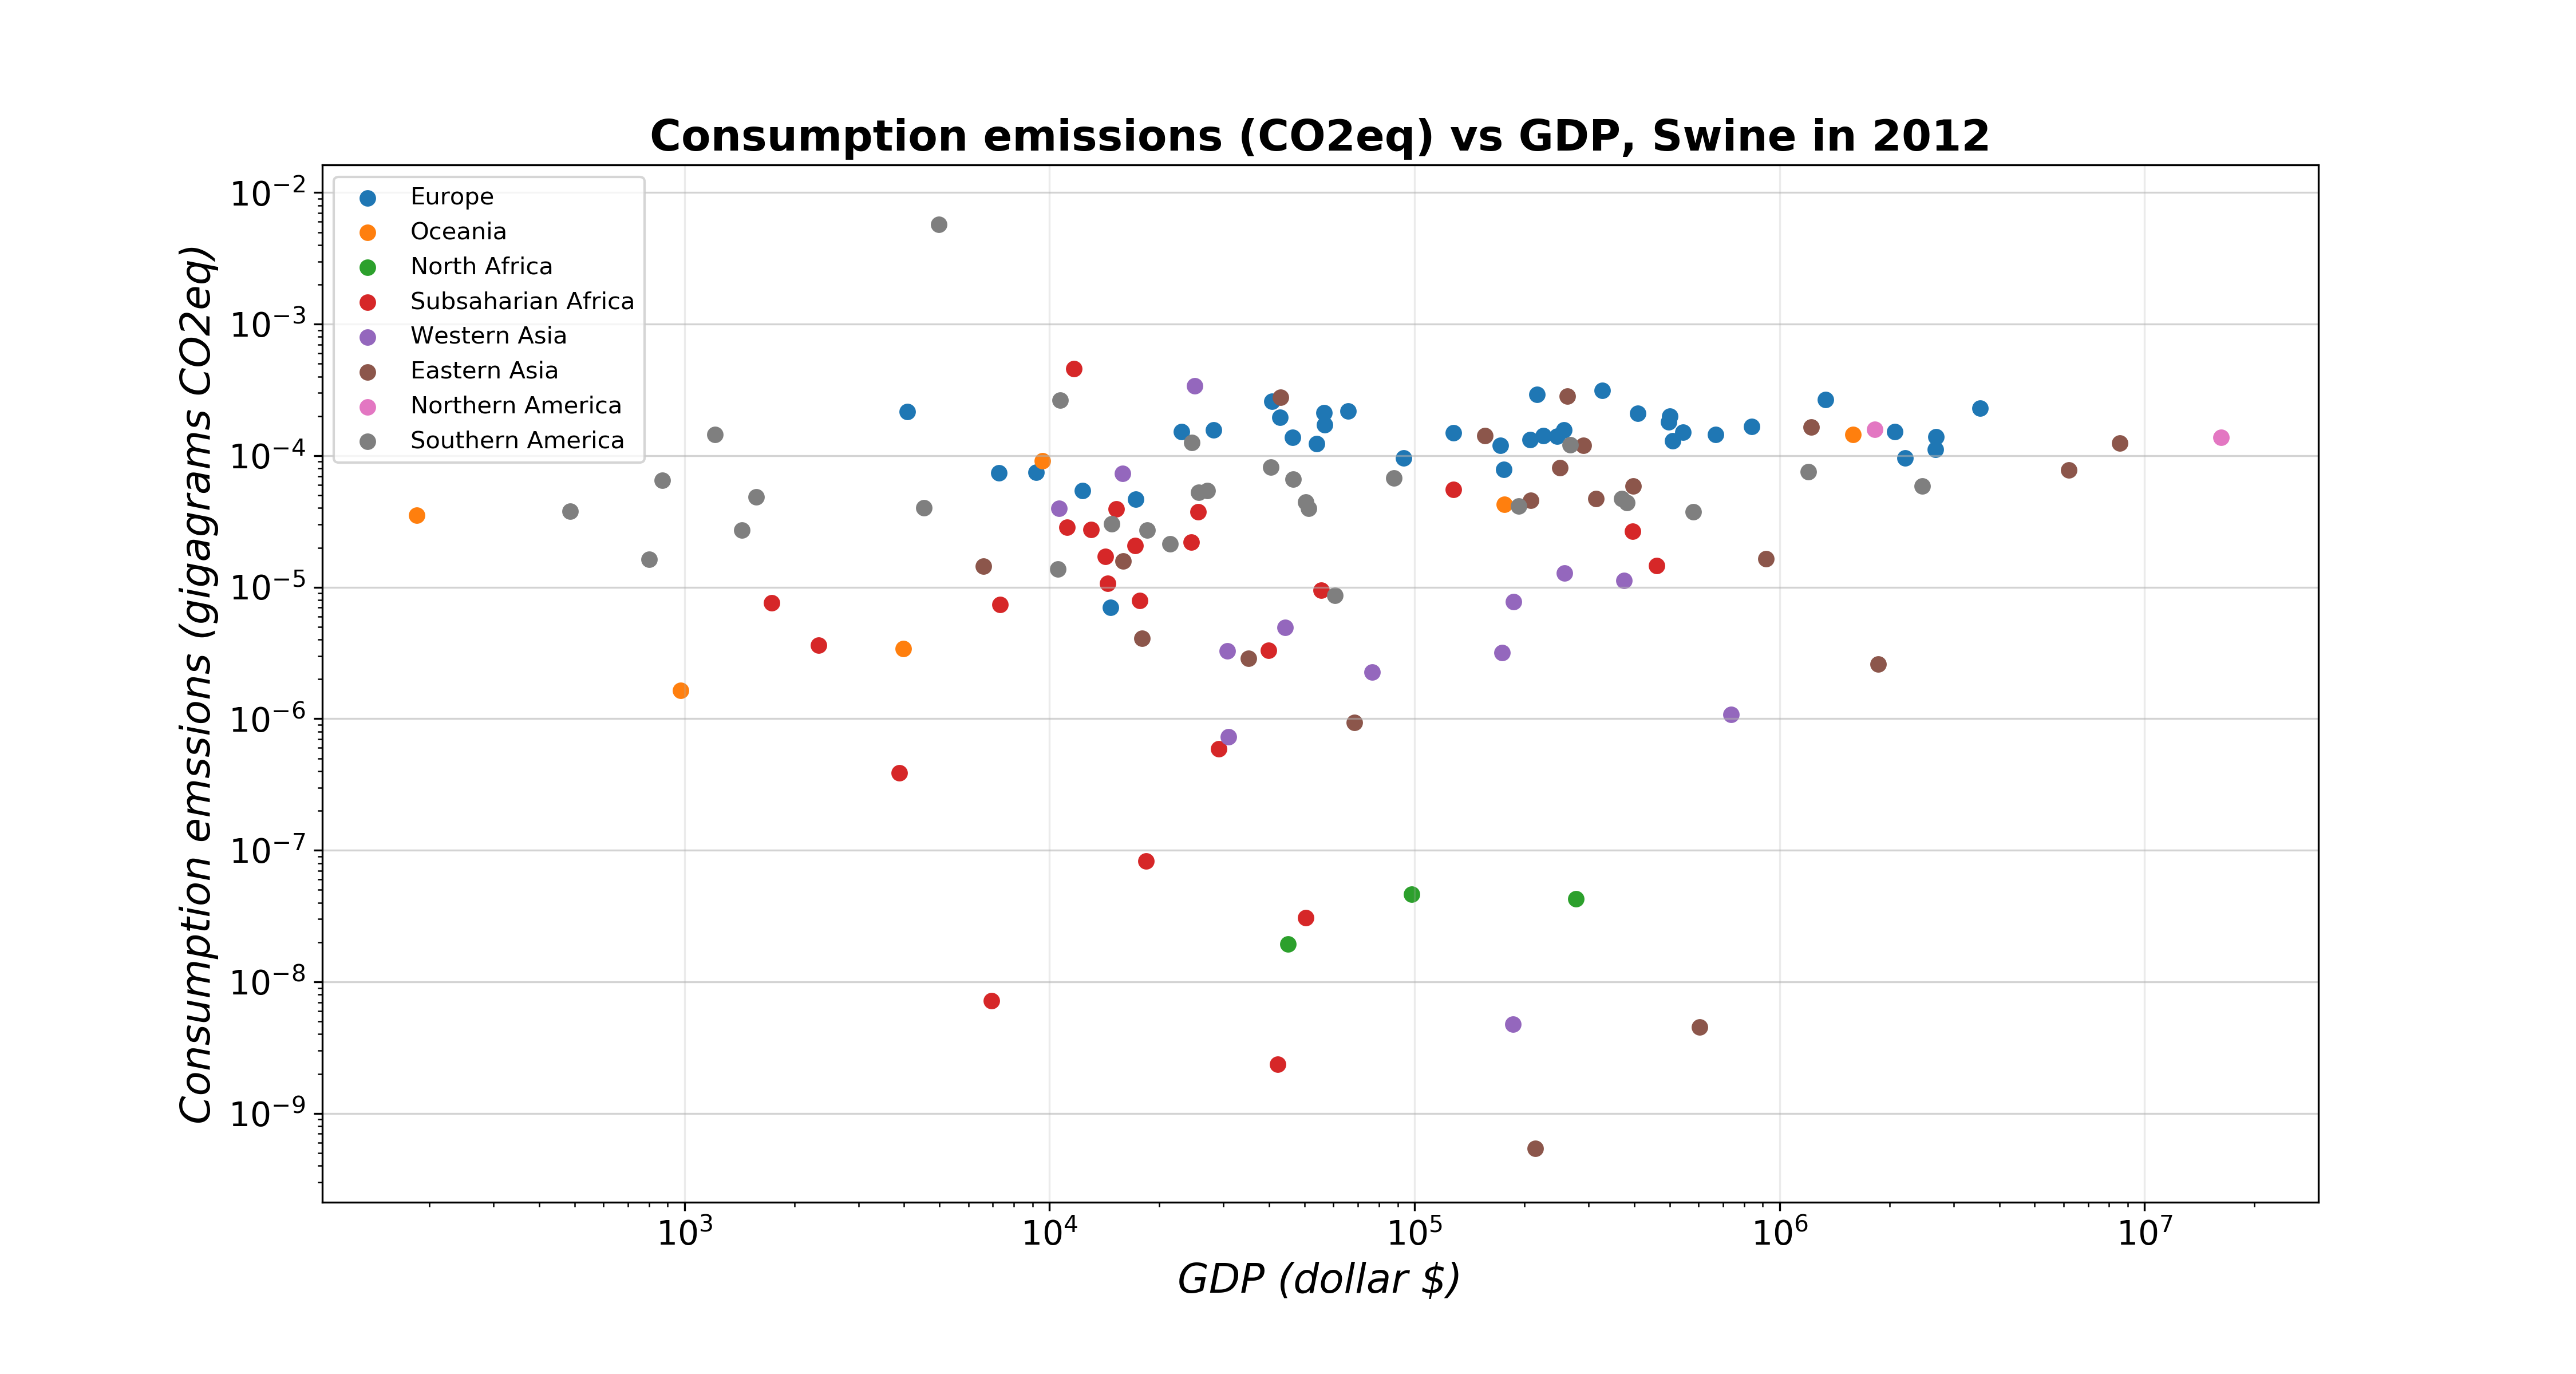 Consumption emissions (CO2eq) vs GDP, Swine in 2012
Europe
Oceania
North Africa
Subsaharian Africa
Western Asia
Eastern Asia
Northern America
Southern America
Consumption emssions (gigagrams CO2eq)
10⁻²
10⁻³
10⁻⁴
10⁻⁵
10⁻⁶
10⁻⁷
10⁻⁸
10⁻⁹
10³ 10⁴ 10⁵ 10⁶ 10⁷
GDP (dollar $)